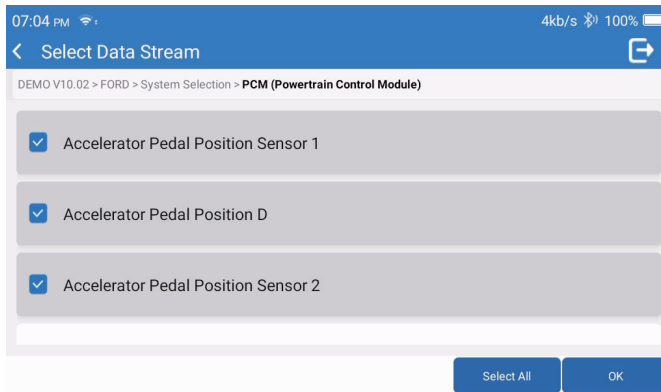 07:04 PM 4kb/s 100%
Select Data Stream
DEMO V10.02 > FORD > System Selection > PCM (Powertrain Control Module)
Accelerator Pedal Position Sensor 1
Accelerator Pedal Position D
Accelerator Pedal Position Sensor 2
Select All OK